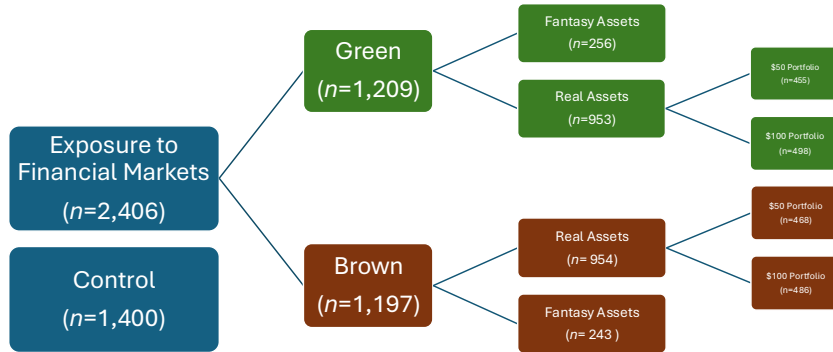 Green
(n=1,209)
Fantasy Assets
(n=256)
Real Assets
(n=953)
$50 Portfolio
(n=455)
$100 Portfolio
(n=498)
Exposure to
Financial Markets
(n=2,406)
Control
(n=1,400)
Brown
(n=1,197)
Real Assets
(n= 954)
Fantasy Assets
(n= 243 )
$50 Portfolio
(n=468)
$100 Portfolio
(n=486)